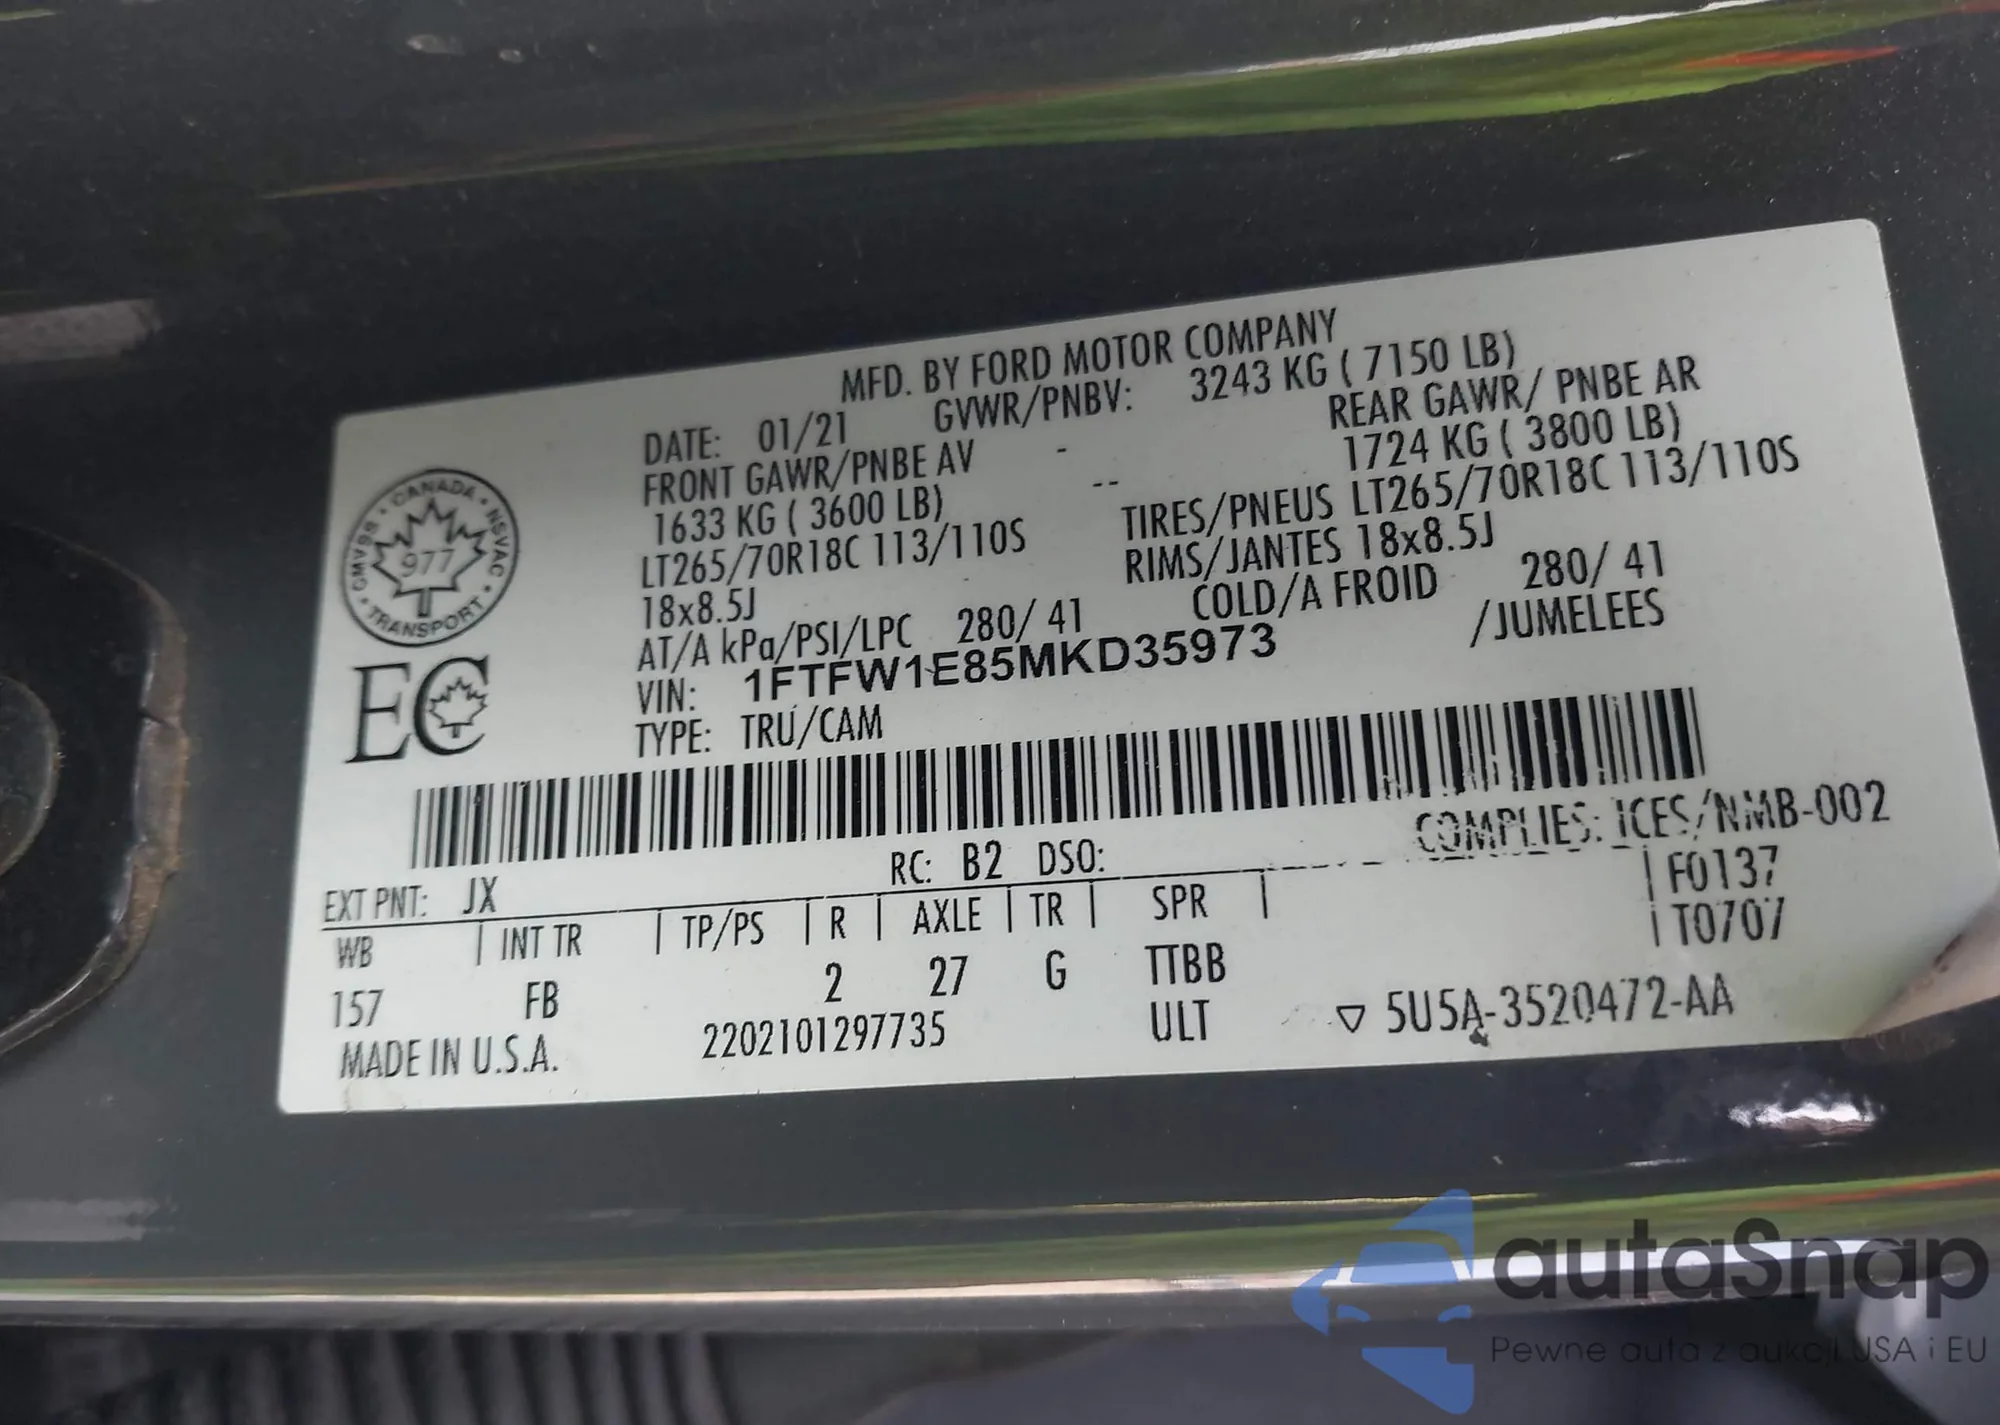 MFD. BY FORD MOTOR COMPANY
DATE: 01/21 GVWR/PNBV: 3243 KG ( 7150 LB)
FRONT GAWR/PNBE AV - REAR GAWR/ PNBE AR
1633 KG ( 3600 LB) -- 1724 KG ( 3800 LB)
LT265/70R18C 113/110S TIRES/PNEUS LT265/70R18C 113/110S
18x8.5J RIMS/JANTES 18x8.5J
AT/A kPa/PSI/LPC 280/ 41 COLD/A FROID 280/ 41
VIN: 1FTFW1E85MKD35973 /JUMELEES
TYPE: TRU/CAM
CANADA • NSVAC • TRANSPORT • CMVSS •
977
EC
COMPLIES: ICES/NMB-002
EXT PNT: JX RC: B2 DSO:
F0137
WB | INT TR | TP/PS | R | AXLE | TR | SPR | | T0707
157 FB 2 27 G TTBB
MADE IN U.S.A. 2202101297735 ULT ▽ 5U5A-3520472-AA
autaSnap
Pewne auta z aukcji USA i EU